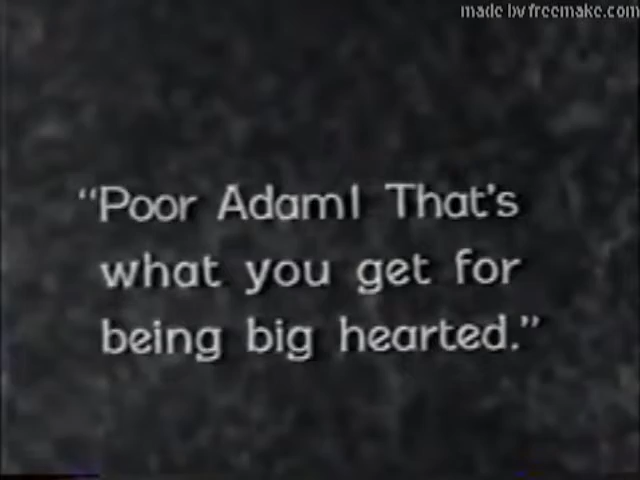 made by freemake.com
“Poor Adam! That’s
what you get for
being big hearted.”